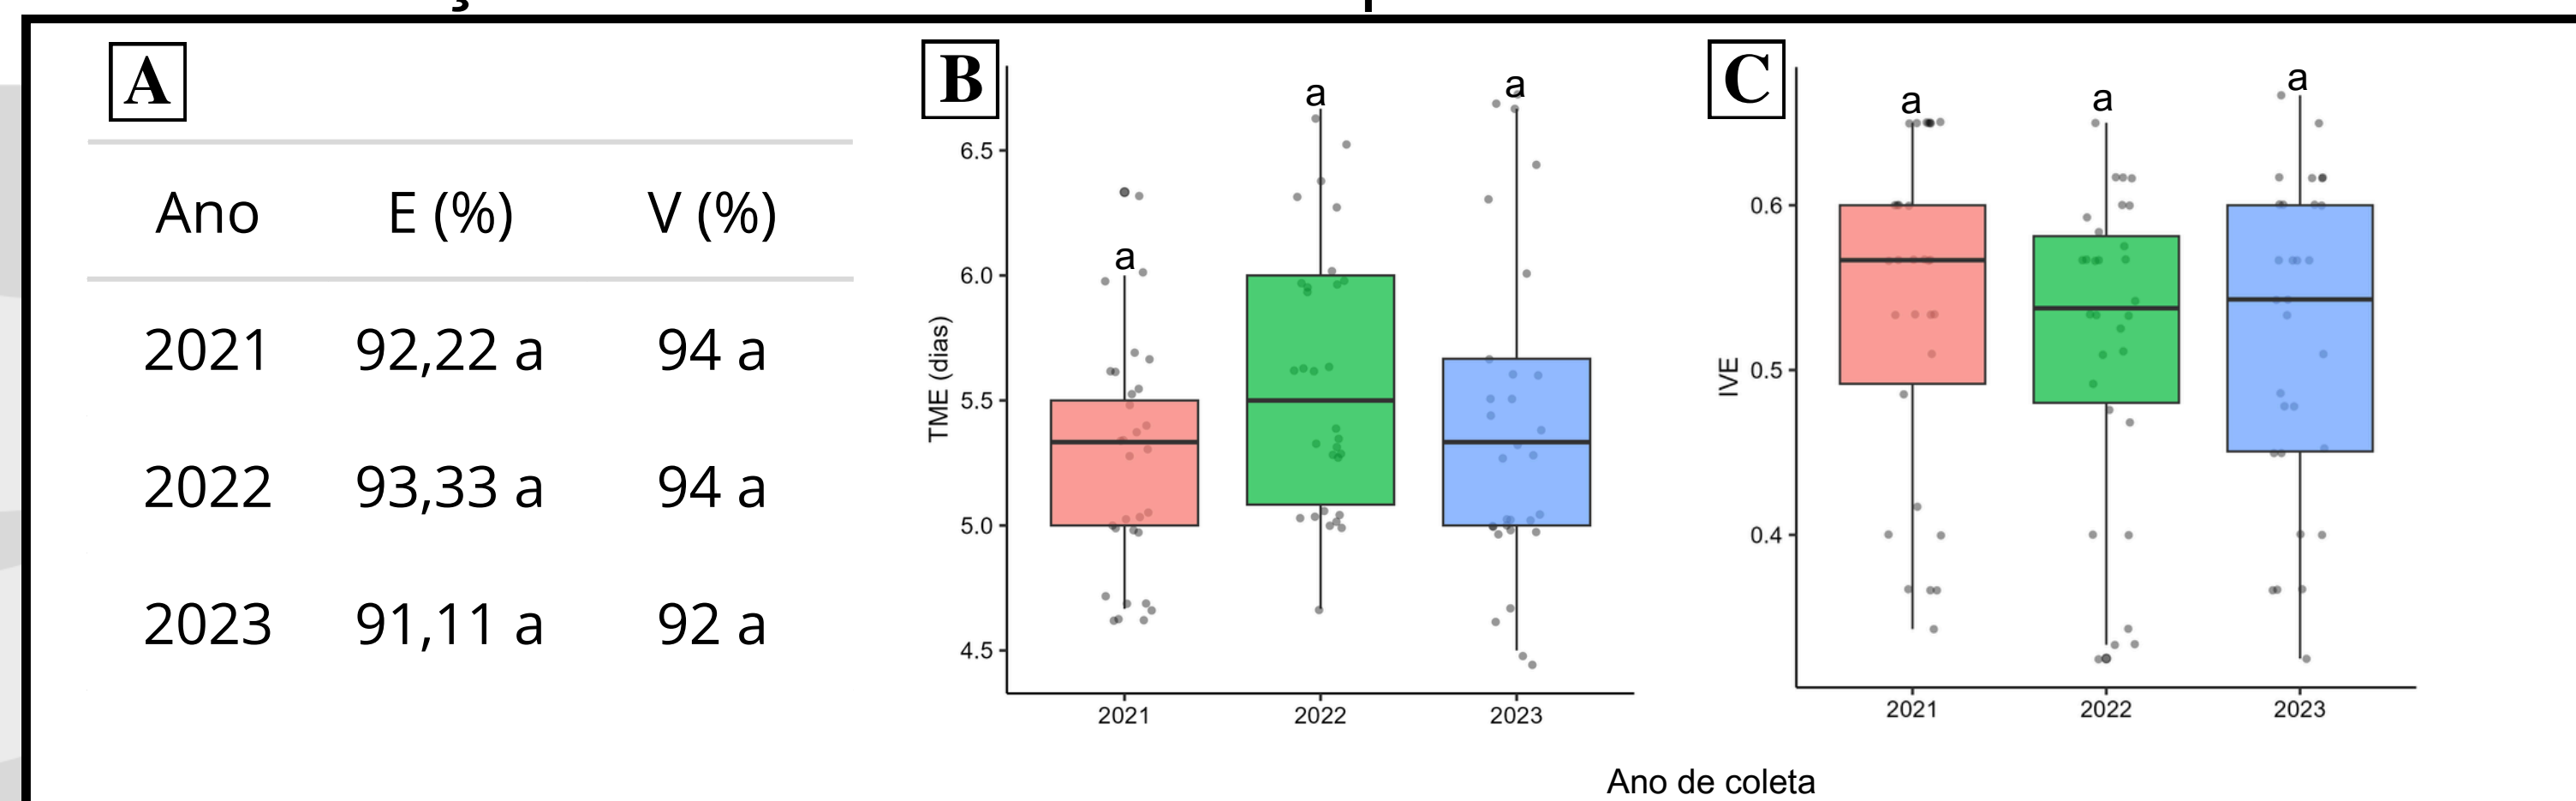 A
Ano E (%) V (%)
2021 92,22 a 94 a
2022 93,33 a 94 a
2023 91,11 a 92 a
B
TME (dias)
6.5
6.0
5.5
5.0
4.5
a
a
a
2021 2022 2023
C
IVE
0.6
0.5
0.4
a
a
a
2021 2022 2023
Ano de coleta